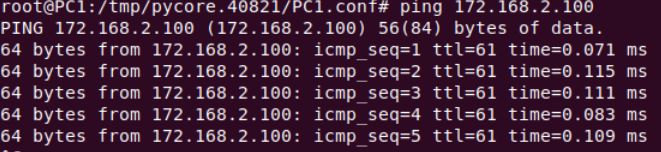 root@PC1:/tmp/pycore.40821/PC1.conf# ping 172.168.2.100
PING 172.168.2.100 (172.168.2.100) 56(84) bytes of data.
64 bytes from 172.168.2.100: icmp_seq=1 ttl=61 time=0.071 ms
64 bytes from 172.168.2.100: icmp_seq=2 ttl=61 time=0.115 ms
64 bytes from 172.168.2.100: icmp_seq=3 ttl=61 time=0.111 ms
64 bytes from 172.168.2.100: icmp_seq=4 ttl=61 time=0.083 ms
64 bytes from 172.168.2.100: icmp_seq=5 ttl=61 time=0.109 ms